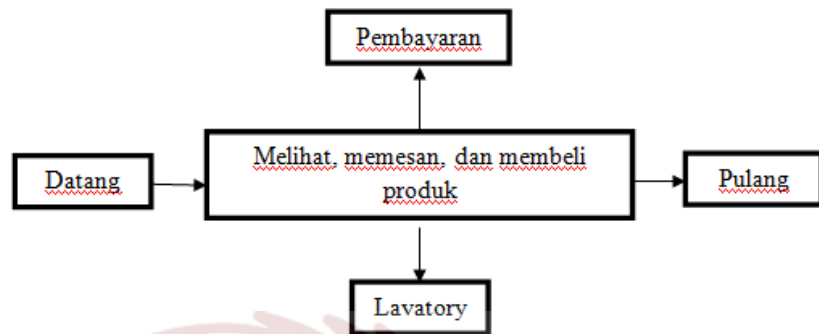 Pembayaran
Datang
Melihat, memesan, dan membeli
produk
Pulang
Lavatory